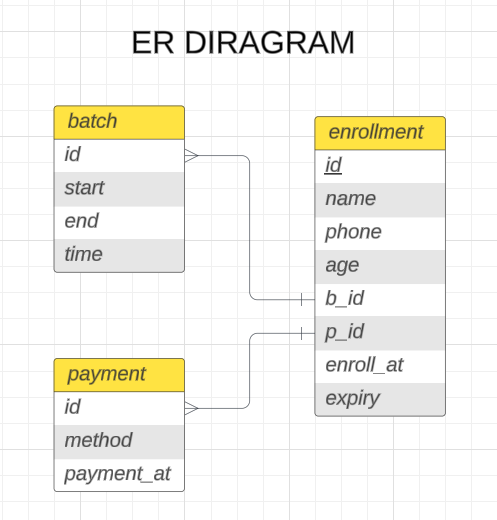 ER DIRAGRAM
batch
id
start
end
time
enrollment
id
name
phone
age
b_id
p_id
enroll_at
expiry
payment
id
method
payment_at